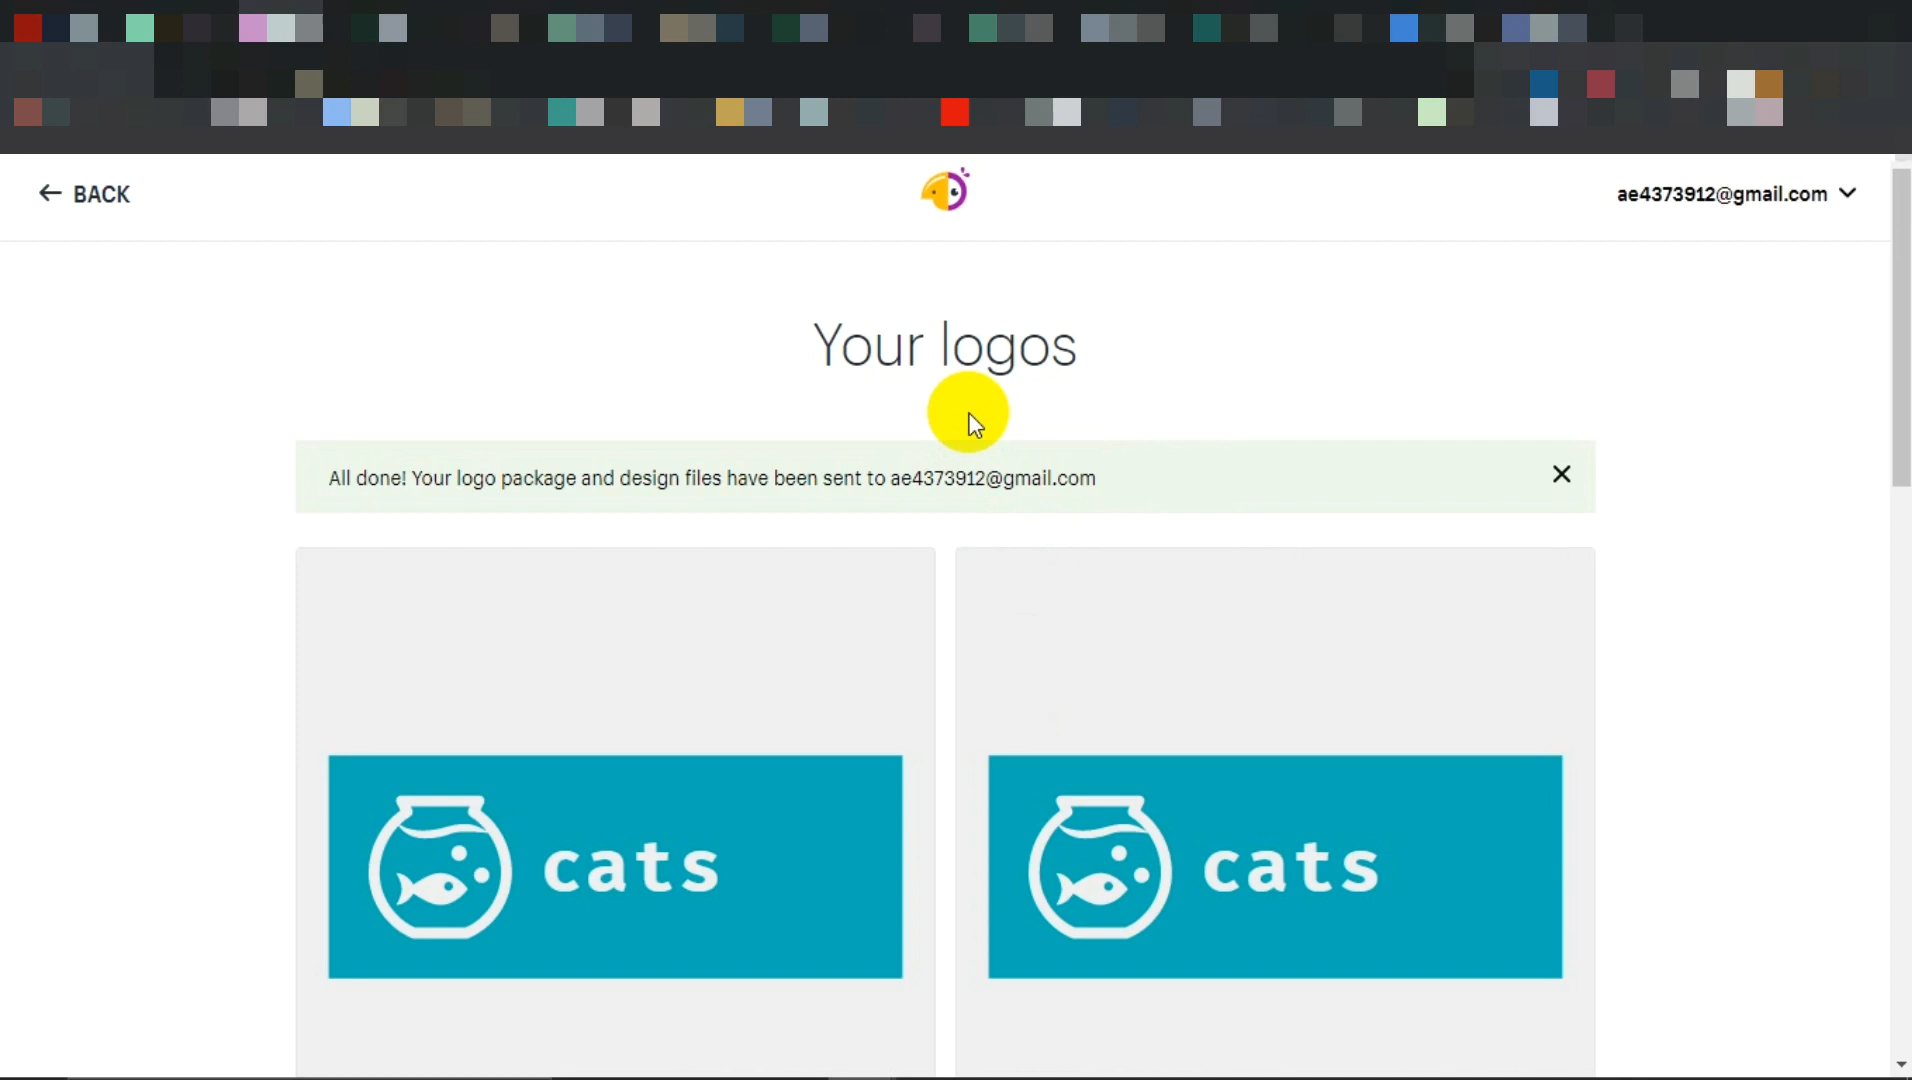 BACK
ae4373912@gmail.com
Your logos
All done! Your logo package and design files have been sent to ae4373912@gmail.com
cats
cats